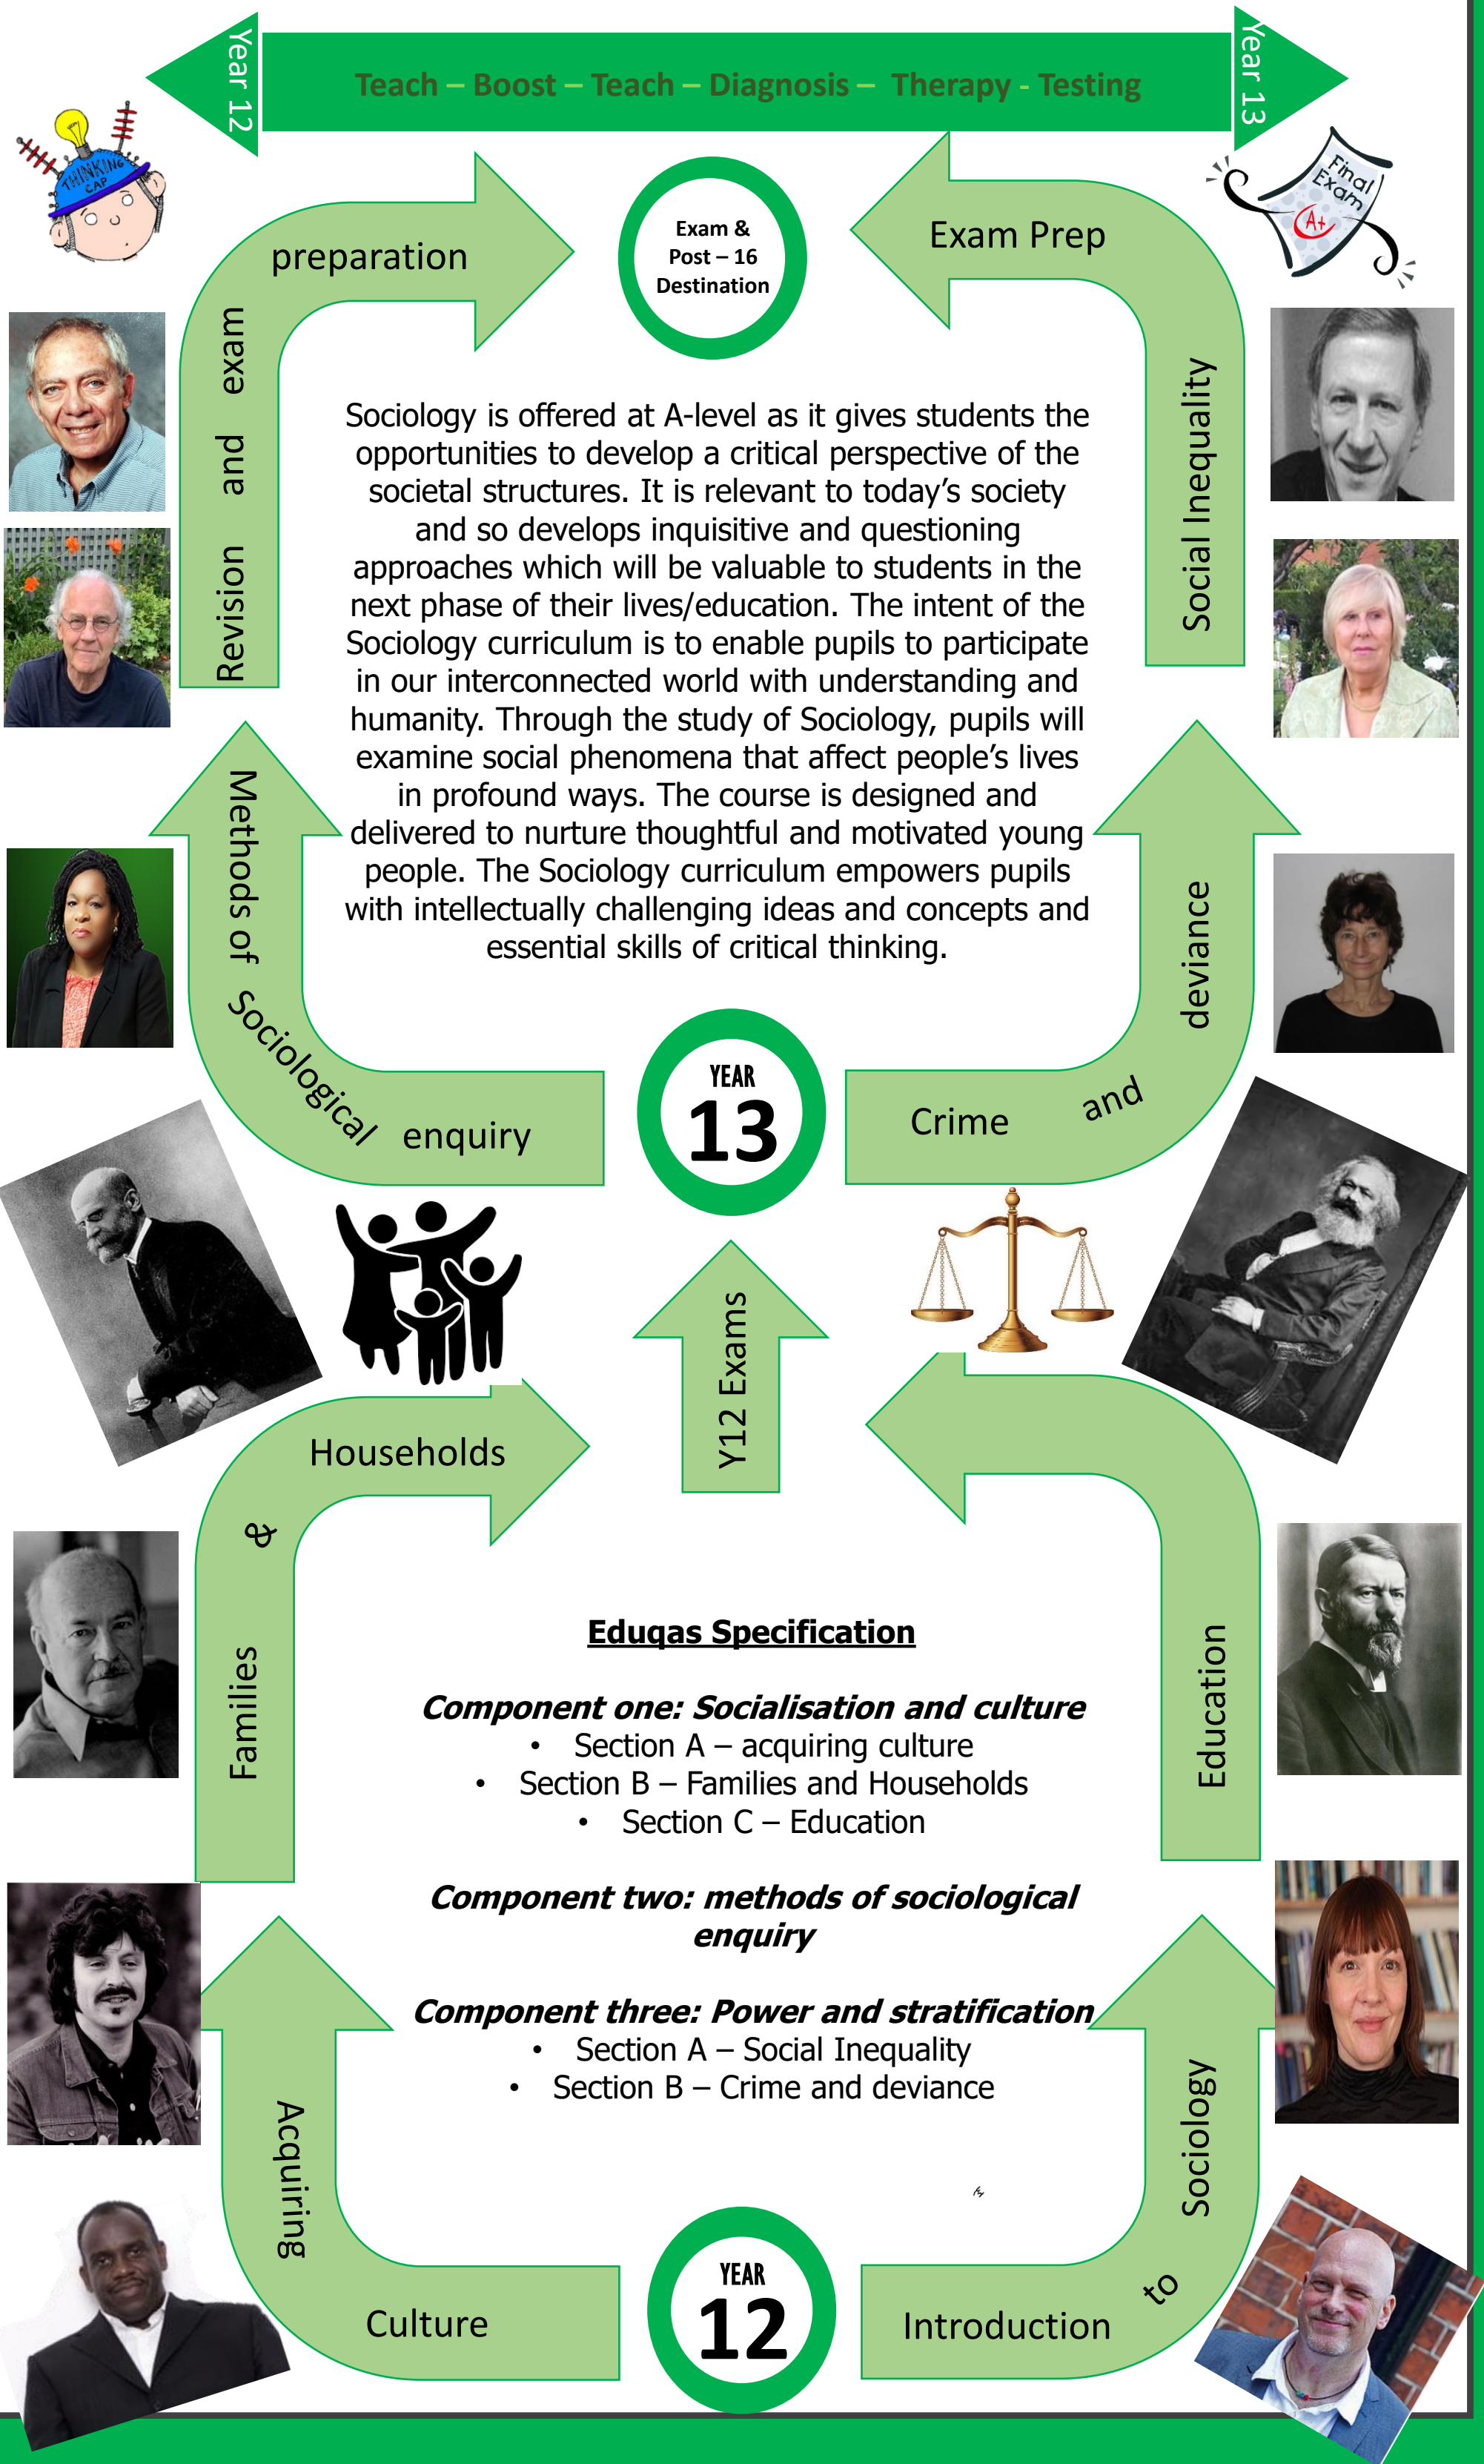 Year 12
Teach – Boost – Teach – Diagnosis – Therapy - Testing
Year 13
THINKING
CAP
Final
Exam
A+
preparation
Exam &
Post – 16
Destination
Exam Prep
Revision and exam
Social Inequality
Sociology is offered at A-level as it gives students the
opportunities to develop a critical perspective of the
societal structures. It is relevant to today’s society
and so develops inquisitive and questioning
approaches which will be valuable to students in the
next phase of their lives/education. The intent of the
Sociology curriculum is to enable pupils to participate
in our interconnected world with understanding and
humanity. Through the study of Sociology, pupils will
examine social phenomena that affect people’s lives
in profound ways. The course is designed and
delivered to nurture thoughtful and motivated young
people. The Sociology curriculum empowers pupils
with intellectually challenging ideas and concepts and
essential skills of critical thinking.
Methods of
Sociological
enquiry
YEAR
13
Crime
and
deviance
Y12 Exams
Families
&
Households
Education
Eduqas Specification
Component one: Socialisation and culture
• Section A – acquiring culture
• Section B – Families and Households
• Section C – Education
Component two: methods of sociological
enquiry
Component three: Power and stratification
• Section A – Social Inequality
• Section B – Crime and deviance
Acquiring
Culture
YEAR
12
Introduction
to
Sociology